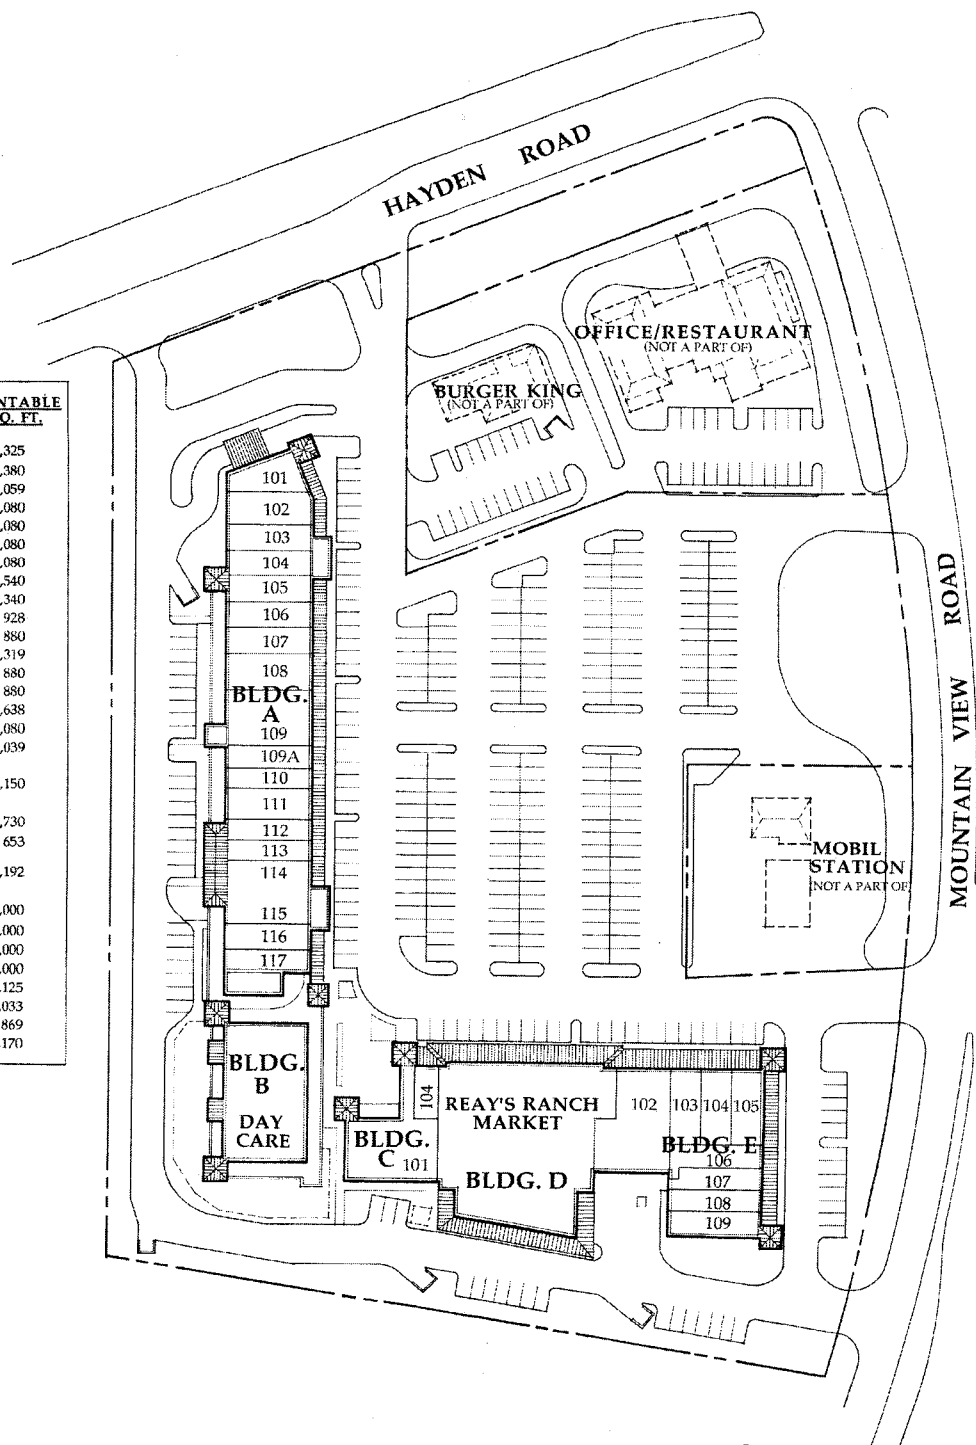 HAYDEN ROAD
OFFICE/RESTAURANT
(NOT A PART OF)
BURGER KING
(NOT A PART OF)
NTABLE
Q. FT.
,325
,380
,059
,080
,080
,080
,080
,540
,340
928
880
,319
880
880
,638
,080
,039
,150
,730
653
,192
,000
,000
,000
,000
,125
,033
869
,170
101
102
103
104
105
106
107
108
BLDG.
A
109
109A
110
111
112
113
114
115
116
117
MOUNTAIN VIEW ROAD
MOBIL
STATION
(NOT A PART OF
BLDG.
B
DAY
CARE
BLDG.
C 101
104
REAY'S RANCH
MARKET
BLDG. D
102
103
104
105
BLDG. E
106
107
108
109